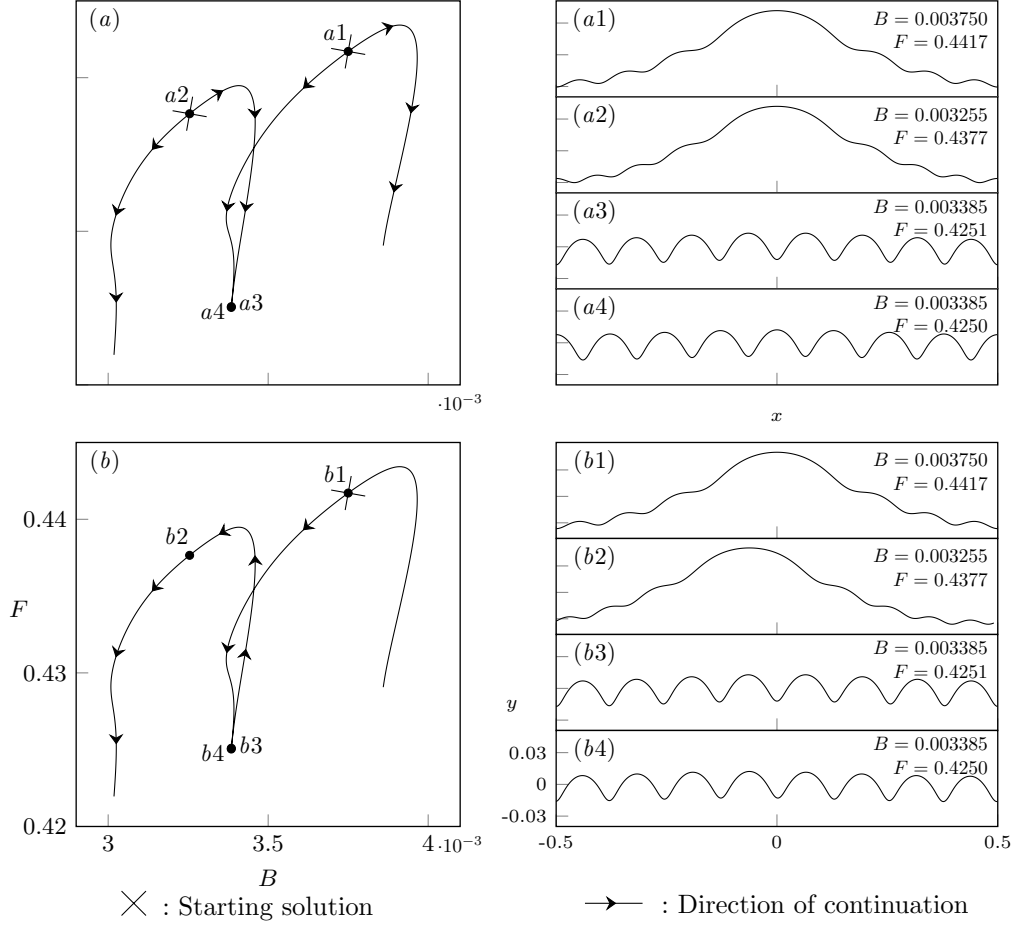 (a)
a1
a2
a4 a3
·10⁻³
(a1)
B = 0.003750
F = 0.4417
(a2)
B = 0.003255
F = 0.4377
(a3)
B = 0.003385
F = 0.4251
(a4)
B = 0.003385
F = 0.4250
x
(b)
b1
b2
b4 b3
0.44
0.43
0.42
F
3 3.5 4 ·10⁻³
B
(b1)
B = 0.003750
F = 0.4417
(b2)
B = 0.003255
F = 0.4377
(b3)
B = 0.003385
F = 0.4251
y
(b4)
B = 0.003385
F = 0.4250
0.03
0
-0.03
-0.5 0 0.5
: Starting solution
: Direction of continuation